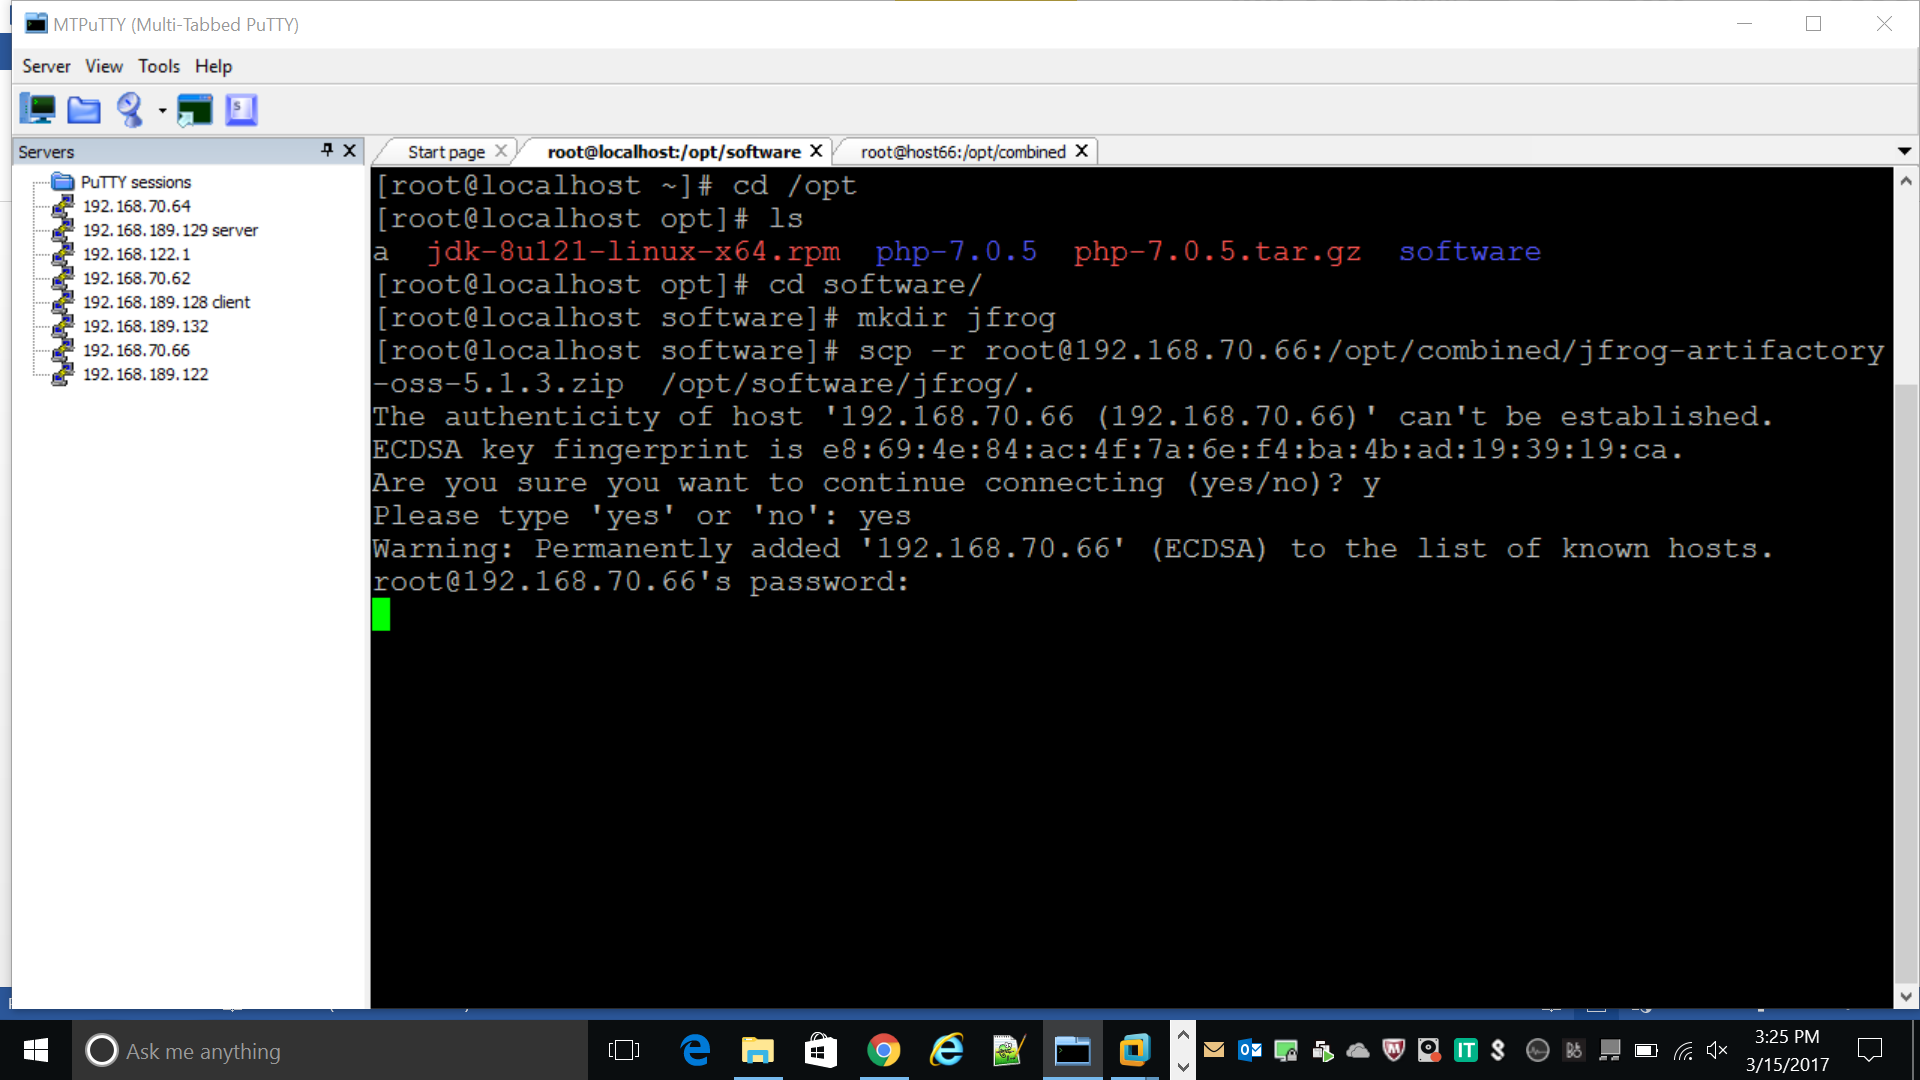 MTPuTTY (Multi-Tabbed PuTTY)
Server View Tools Help
Servers
Start page
root@localhost:/opt/software
root@host66:/opt/combined
PuTTY sessions
192.168.70.64
192.168.189.129 server
192.168.122.1
192.168.70.62
192.168.189.128 client
192.168.189.132
192.168.70.66
192.168.189.122
[root@localhost ~]# cd /opt
[root@localhost opt]# ls
a jdk-8u121-linux-x64.rpm php-7.0.5 php-7.0.5.tar.gz software
[root@localhost opt]# cd software/
[root@localhost software]# mkdir jfrog
[root@localhost software]# scp -r root@192.168.70.66:/opt/combined/jfrog-artifactory
-oss-5.1.3.zip /opt/software/jfrog/.
The authenticity of host '192.168.70.66 (192.168.70.66)' can't be established.
ECDSA key fingerprint is e8:69:4e:84:ac:4f:7a:6e:f4:ba:4b:ad:19:39:19:ca.
Are you sure you want to continue connecting (yes/no)? y
Please type 'yes' or 'no': yes
Warning: Permanently added '192.168.70.66' (ECDSA) to the list of known hosts.
root@192.168.70.66's password:
Ask me anything
3:25 PM
3/15/2017